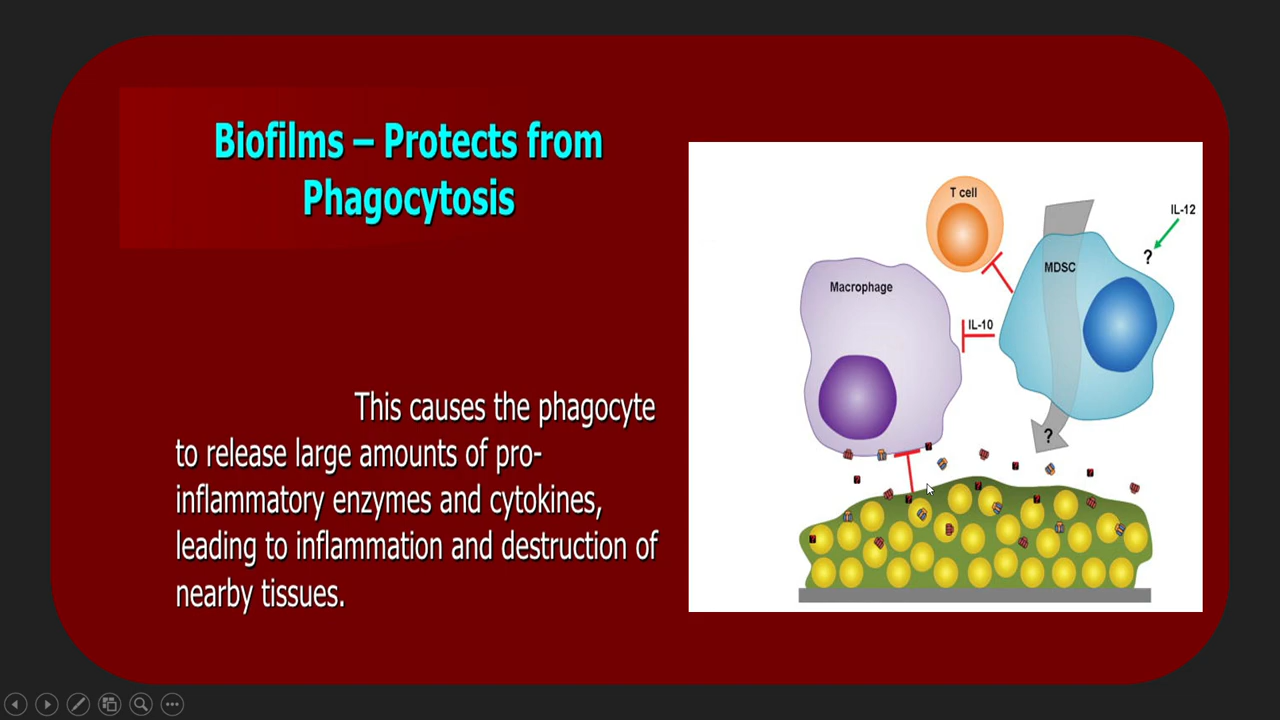 Biofilms – Protects from
Phagocytosis
This causes the phagocyte
to release large amounts of pro-
inflammatory enzymes and cytokines,
leading to inflammation and destruction of
nearby tissues.
T cell
IL-12
?
MDSC
Macrophage
IL-10
?